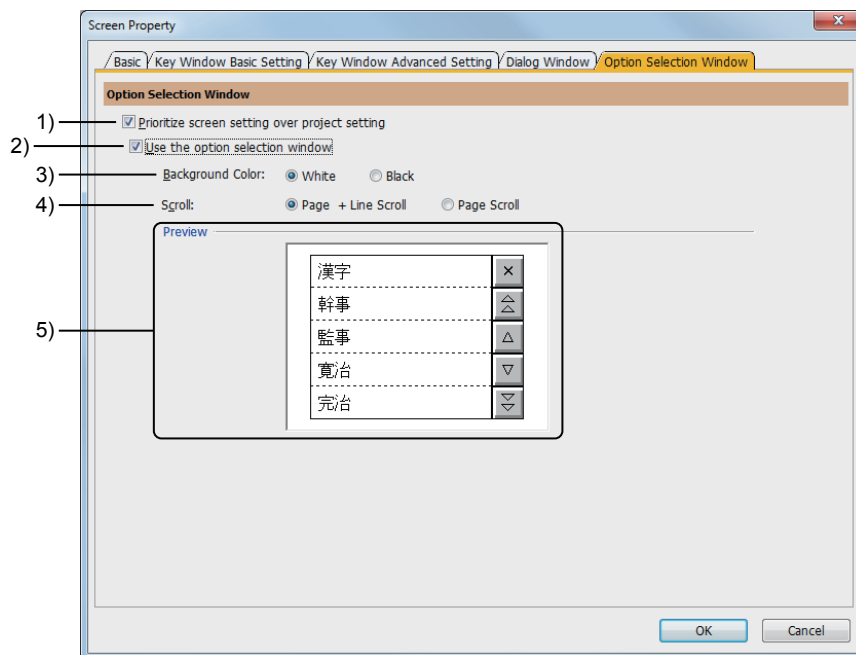 Screen Property
Basic Key Window Basic Setting Key Window Advanced Setting Dialog Window Option Selection Window
Option Selection Window
1) Prioritize screen setting over project setting
2) Use the option selection window
3) Background Color: White Black
4) Scroll: Page + Line Scroll Page Scroll
Preview
漢字 ×
幹事
5) 監事 △
寛治 ▽
完治
OK Cancel